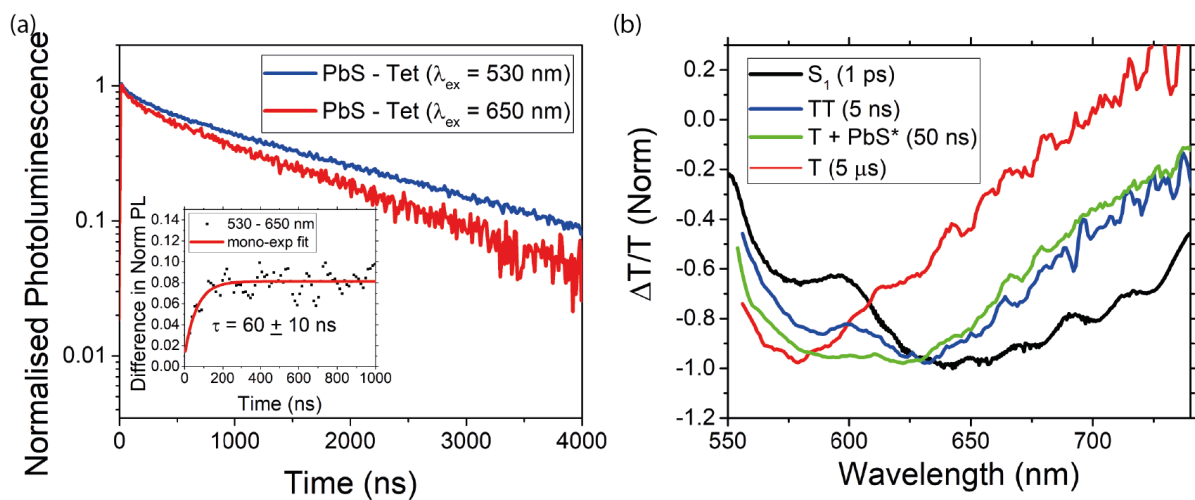 (a)
Normalised Photoluminescence
1
0.1
0.01
PbS - Tet (λex = 530 nm)
PbS - Tet (λex = 650 nm)
Difference in Norm PL
0.14
0.12
0.10
0.08
0.06
0.04
0.02
0.00
530 - 650 nm
mono-exp fit
τ = 60 ± 10 ns
0 200 400 600 800 1000
Time (ns)
0 1000 2000 3000 4000
Time (ns)
(b)
ΔT/T (Norm)
0.2
0.0
-0.2
-0.4
-0.6
-0.8
-1.0
-1.2
S1 (1 ps)
TT (5 ns)
T + PbS* (50 ns)
T (5 μs)
550 600 650 700
Wavelength (nm)